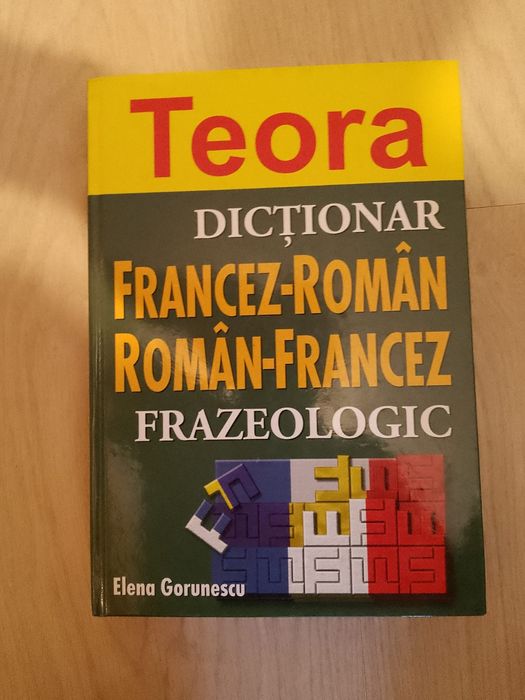 Teora
DICȚIONAR
FRANCEZ-ROMÂN
ROMÂN-FRANCEZ
FRAZEOLOGIC
Elena Gorunescu